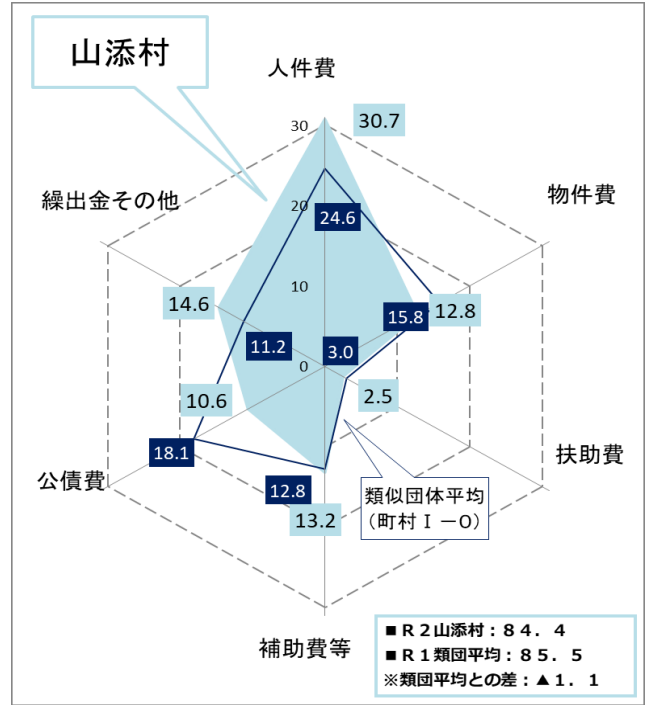 山添村
人件費
30
30.7
物件費
繰出金その他
20
24.6
10
14.6
15.8
12.8
11.2
3.0
0
10.6
2.5
18.1
扶助費
公債費
12.8
類似団体平均
(町村Ⅰ－0)
13.2
補助費等
■Ｒ２山添村：８４．４
■Ｒ１類団平均：８５．５
※類団平均との差：▲１．１